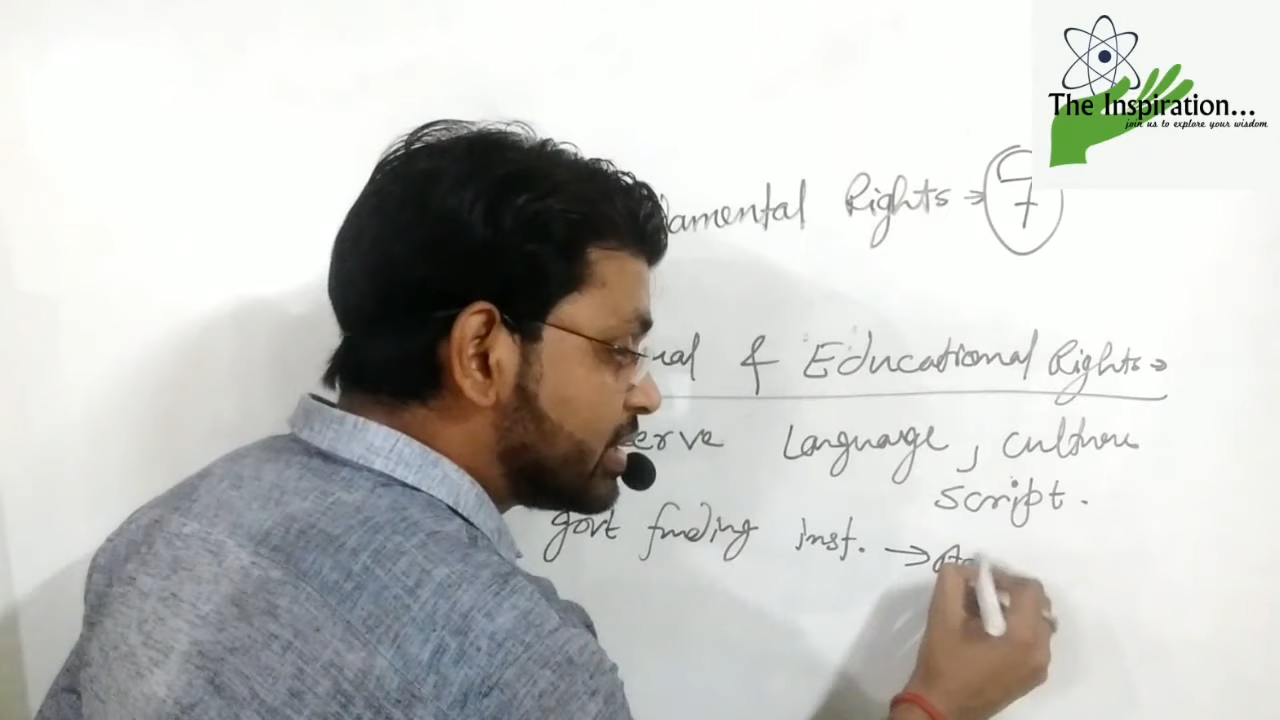 The Inspiration...
join us to explore your wisdom
damental Rights → 7
ual & Educational Rights →
erve language, culture
script.
govt funding inst. →